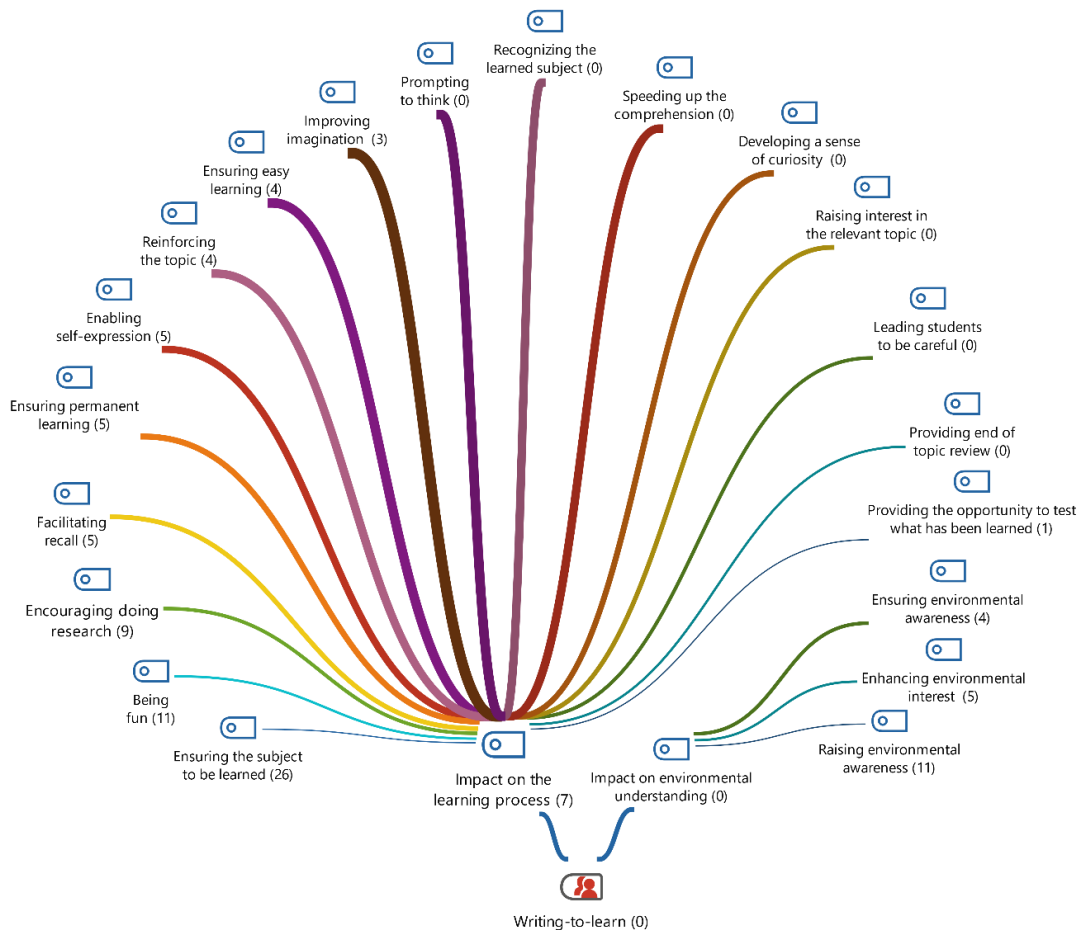 Recognizing the
learned subject (0)
Prompting
to think (0)
Speeding up the
comprehension (0)
Improving
imagination (3)
Developing a sense
of curiosity (0)
Ensuring easy
learning (4)
Raising interest in
the relevant topic (0)
Reinforcing
the topic (4)
Enabling
self-expression (5)
Leading students
to be careful (0)
Ensuring permanent
learning (5)
Providing end of
topic review (0)
Facilitating
recall (5)
Providing the opportunity to test
what has been learned (1)
Encouraging doing
research (9)
Ensuring environmental
awareness (4)
Being
fun (11)
Enhancing environmental
interest (5)
Ensuring the subject
to be learned (26)
Raising environmental
awareness (11)
Impact on the
learning process (7)
Impact on environmental
understanding (0)
Writing-to-learn (0)